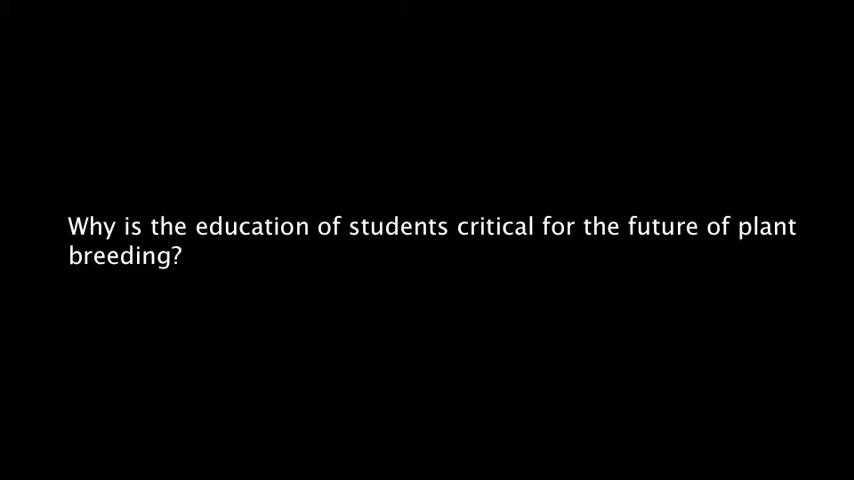 Why is the education of students critical for the future of plant
breeding?